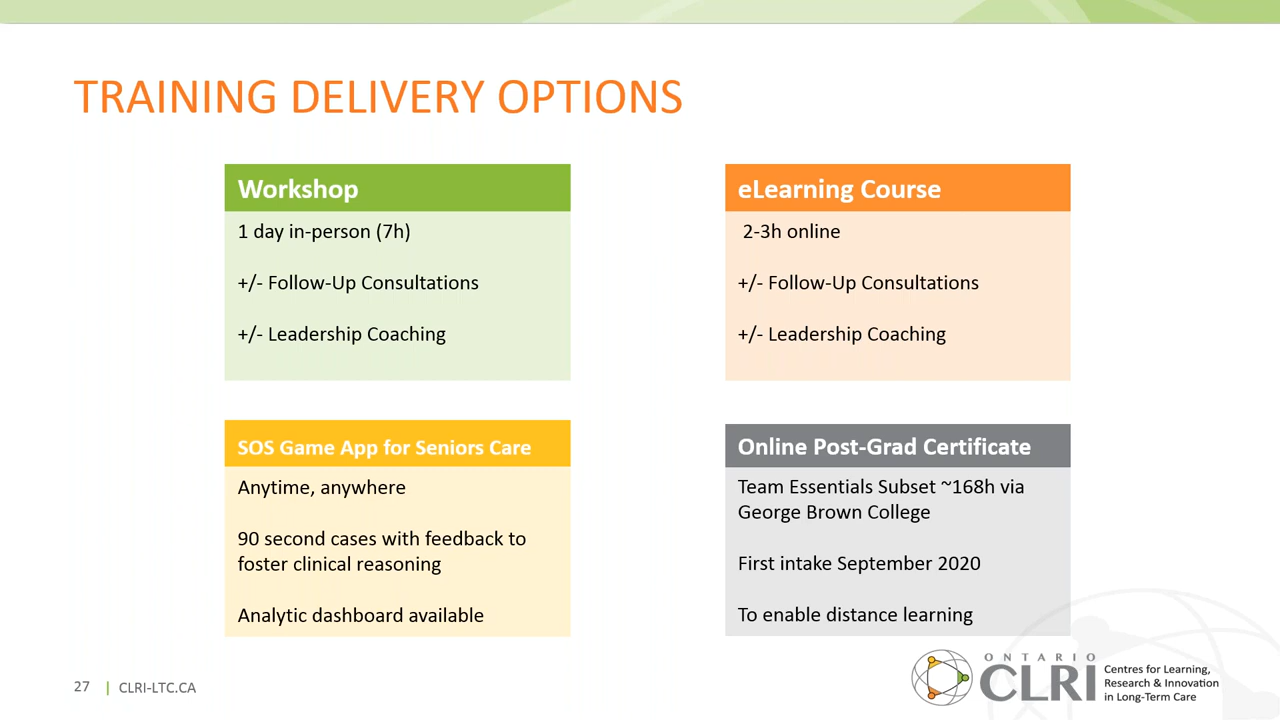 TRAINING DELIVERY OPTIONS
Workshop
1 day in-person (7h)
+/- Follow-Up Consultations
+/- Leadership Coaching
eLearning Course
2-3h online
+/- Follow-Up Consultations
+/- Leadership Coaching
SOS Game App for Seniors Care
Anytime, anywhere
90 second cases with feedback to
foster clinical reasoning
Analytic dashboard available
Online Post-Grad Certificate
Team Essentials Subset ~168h via
George Brown College
First intake September 2020
To enable distance learning
27 | CLRI-LTC.CA
ONTARIO
CLRI
Centres for Learning,
Research & Innovation
in Long-Term Care